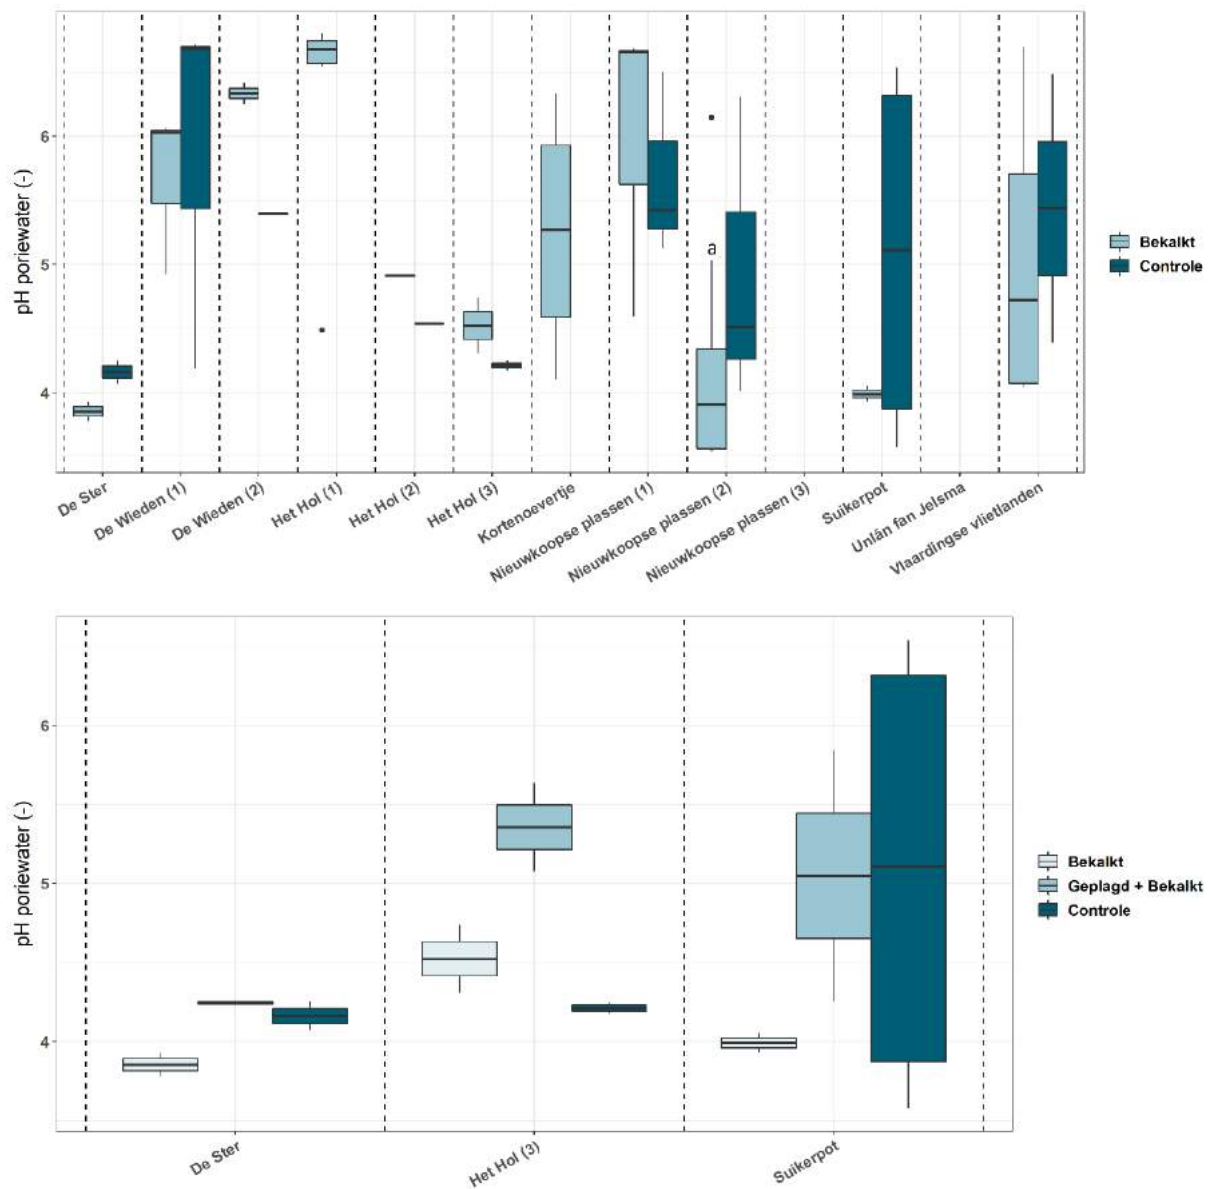 pH poriewater (-)
6
5
4
a
Bekalkt
Controle
De Ster
De Wieden (1)
De Wieden (2)
Het Hol (1)
Het Hol (2)
Het Hol (3)
Kortenoevertje
Nieuwkoopse plassen (1)
Nieuwkoopse plassen (2)
Nieuwkoopse plassen (3)
Suikerpot
Unlân fan Jelsma
Vlaardingse vlietlanden
pH poriewater (-)
6
5
4
Bekalkt
Geplagd + Bekalkt
Controle
De Ster
Het Hol (3)
Suikerpot